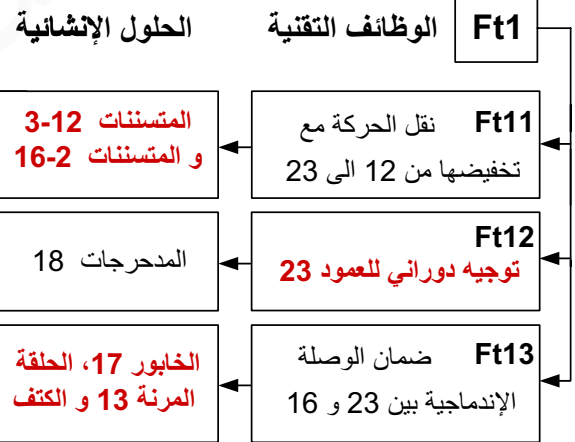 Ft1 الوظائف التقنية الحلول الإنشائية
Ft11 نقل الحركة مع
تخفيضها من 12 الى 23
المتسننات 12-3
و المتسننات 2-16
Ft12
توجيه دوراني للعمود 23
المدحرجات 18
Ft13 ضمان الوصلة
الإندماجية بين 23 و 16
الخابور 17، الحلقة
المرنة 13 و الكتف